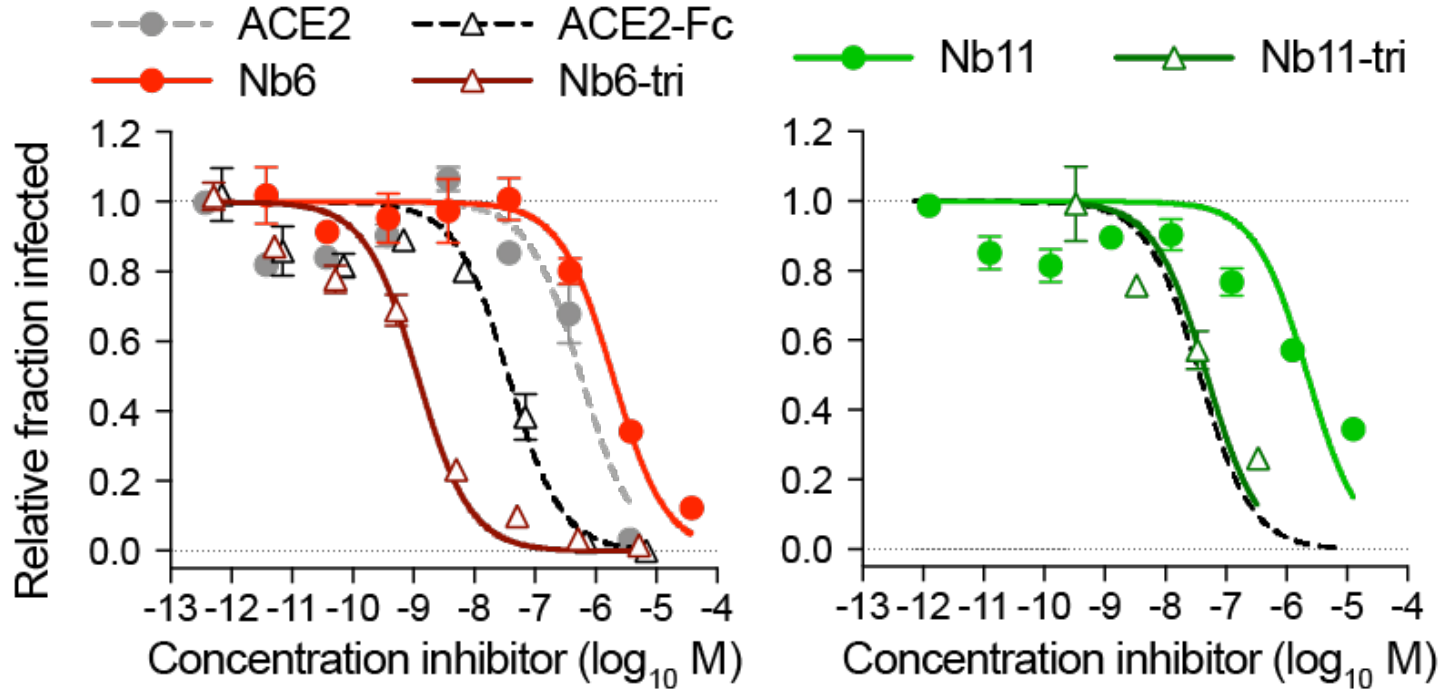 ACE2 ACE2-Fc
Nb6 Nb6-tri
Nb11 Nb11-tri
Relative fraction infected
1.2
1.0
0.8
0.6
0.4
0.2
0.0
-13 -12 -11 -10 -9 -8 -7 -6 -5 -4
Concentration inhibitor (log10 M)
1.2
1.0
0.8
0.6
0.4
0.2
0.0
-13 -12 -11 -10 -9 -8 -7 -6 -5 -4
Concentration inhibitor (log10 M)